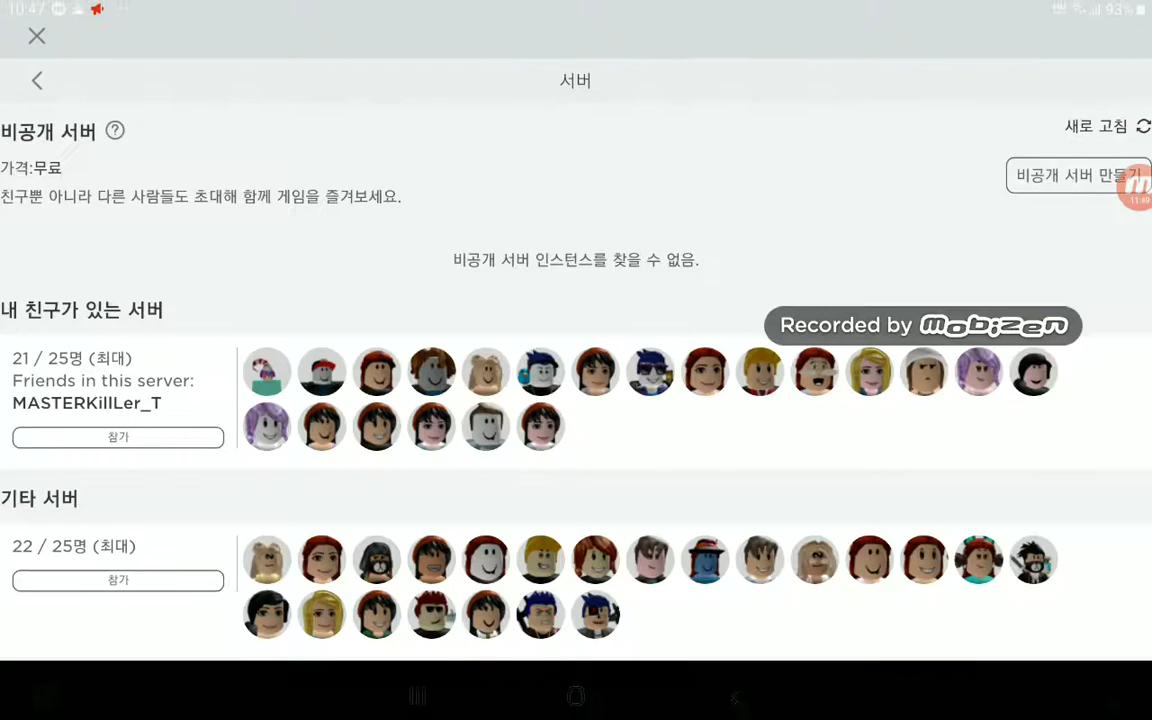 10:47
93%
서버
비공개 서버
새로 고침
가격:무료
비공개 서버 만들기
친구뿐 아니라 다른 사람들도 초대해 함께 게임을 즐겨보세요.
11:49
비공개 서버 인스턴스를 찾을 수 없음.
내 친구가 있는 서버
Recorded by mobizen
21 / 25명 (최대)
Friends in this server:
MASTERKillLer_T
참가
기타 서버
22 / 25명 (최대)
참가